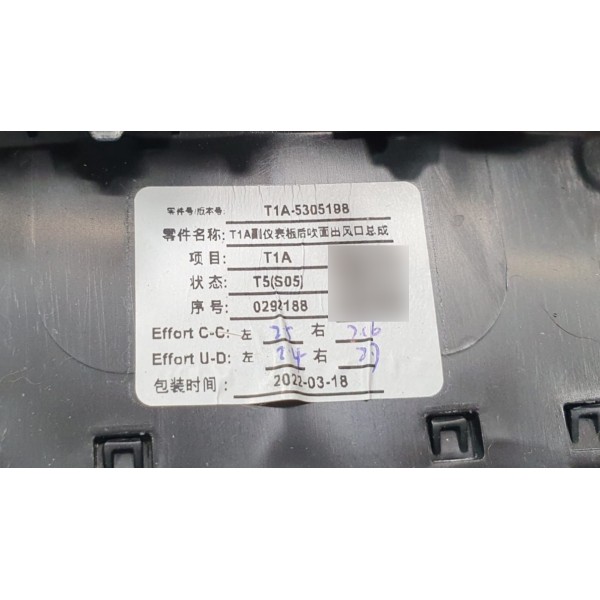 零件号/版本号: T1A-5305198
零件名称: T1A副仪表板后吹面出风口总成
项目: T1A
状态: T5(S05)
序号: 0292188
Effort C-C: 左 25 右
Effort U-D: 左 24 右
包装时间: 2022-03-18